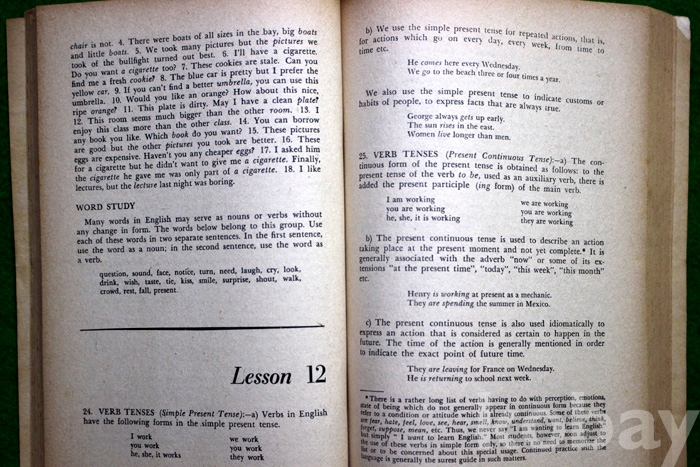 chair is not. 4. There were boats of all sizes in the bay, big boats
and little boats. 5. We took many pictures but the pictures we
took of the bullfight turned out best. 6. I'll have a cigarette.
Do you want a cigarette too? 7. These cookies are stale. Can you
find me a fresh cookie? 8. The blue car is pretty but I prefer the
yellow car. 9. If you can't find a better umbrella, you can use this
umbrella. 10. Would you like an orange? How about this nice,
ripe orange? 11. This plate is dirty. May I have a clean plate?
12. This room seems much bigger than the other room. 13. I
enjoy this class more than the other class. 14. You can borrow
any book you like. Which book do you want? 15. These pictures
are good but the other pictures you took are better. 16. These
eggs are expensive. Haven't you any cheaper eggs? 17. I asked him
for a cigarette but he didn't want to give me a cigarette. Finally,
the cigarette he gave me was only part of a cigarette. 18. I like
lectures, but the lecture last night was boring.
WORD STUDY
Many words in English may serve as nouns or verbs without
any change in form. The words below belong to this group. Use
each of these words in two separate sentences. In the first sentence,
use the word as a noun; in the second sentence, use the word as
a verb.
question, sound, face, notice, turn, need, laugh, cry, look,
drink, wish, taste, tie, kiss, smile, surprise, shout, walk,
crowd, rest, fall, present
Lesson 12
24. VERB TENSES (Simple Present Tense):—a) Verbs in English
have the following forms in the simple present tense.
I work we work
you work you work
he, she, it works they work
b) We use the simple present tense for repeated actions, that is,
for actions which go on every day, every week, from time to
time etc.
He comes here every Wednesday.
We go to the beach three or four times a year.
We also use the simple present tense to indicate customs or
habits of people, to express facts that are always true.
George always gets up early.
The sun rises in the east.
Women live longer than men.
25. VERB TENSES (Present Continuous Tense):—a) The con-
tinuous form of the present tense is obtained as follows: to the
present tense of the verb to be, used as an auxiliary verb, there is
added the present participle (ing form) of the main verb.
I am working we are working
you are working you are working
he, she, it is working they are working
b) The present continuous tense is used to describe an action
taking place at the present moment and not yet complete.* It is
generally associated with the adverb "now" or some of its ex-
tensions "at the present time", "today", "this week", "this month"
etc.
Henry is working at present as a mechanic.
They are spending the summer in Mexico.
c) The present continuous tense is also used idiomatically to
express an action that is considered as certain to happen in the
future. The time of the action is generally mentioned in order
to indicate the exact point of future time.
They are leaving for France on Wednesday.
He is returning to school next week.
* There is a rather long list of verbs having to do with perception, emotions,
state of being which do not generally appear in continuous form because they
refer to a condition or attitude which is already continuous. Some of these verbs
are fear, hate, feel, love, see, hear, smell, know, understand, want, believe, think,
forget, suppose, mean, etc. Thus, we never say "I am wanting to learn English"
but simply "I want to learn English." Most students, however, soon adjust to
the use of these verbs in simple form only, so there is no need to memorize the
list or to be concerned about this special usage. Continued practice with the
language is generally the surest guide in such matters.
ay